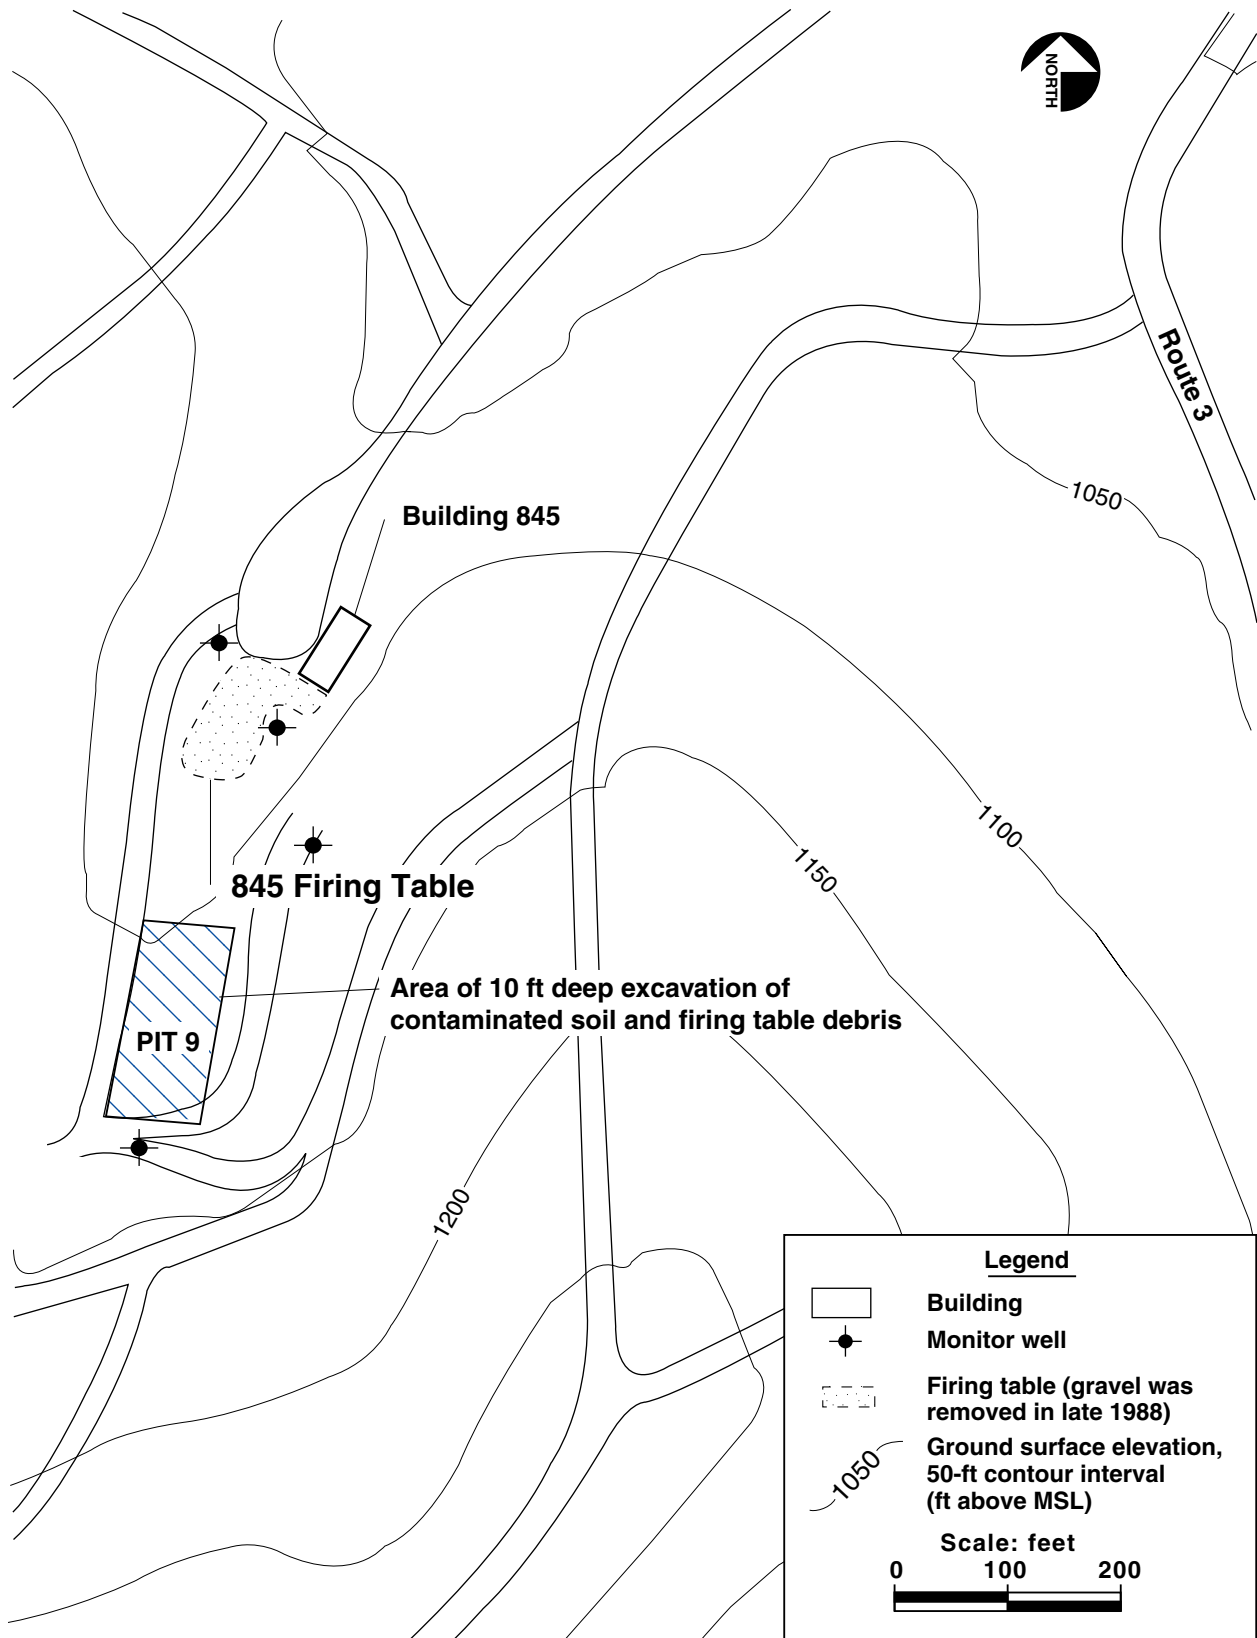 NORTH
Route 3
1050
Building 845
1100
1150
845 Firing Table
Area of 10 ft deep excavation of
contaminated soil and firing table debris
PIT 9
1200
Legend
Building
Monitor well
Firing table (gravel was
removed in late 1988)
1050
Ground surface elevation,
50-ft contour interval
(ft above MSL)
Scale: feet
0 100 200